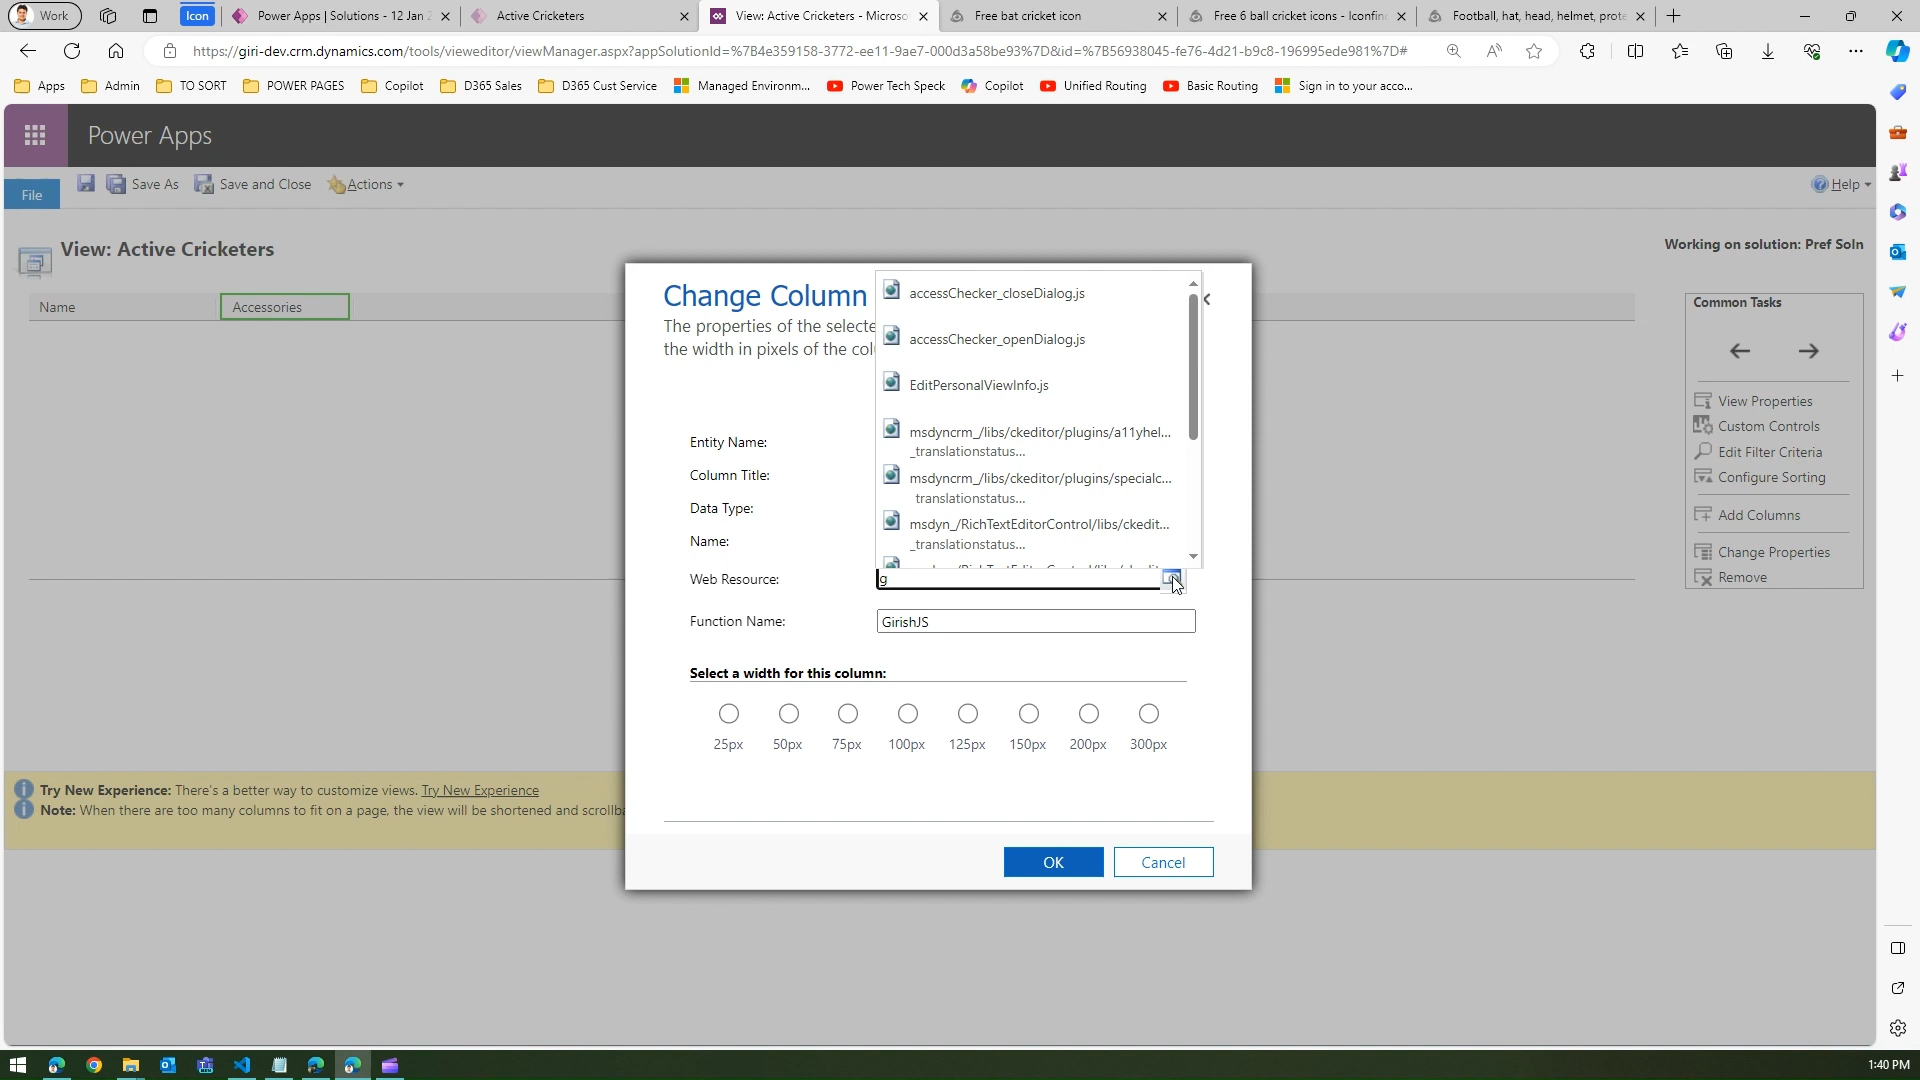 Work
Icon
Power Apps | Solutions - 12 Jan 2
Active Cricketers
View: Active Cricketers - Microso
Free bat cricket icon
Free 6 ball cricket icons - Iconfin
Football, hat, head, helmet, prote
https://giri-dev.crm.dynamics.com/tools/vieweditor/viewManager.aspx?appSolutionId=%7B4e359158-3772-ee11-9ae7-000d3a58be93%7D&id=%7B56938045-fe76-4d21-b9c8-196995ede981%7D#
Apps
Admin
TO SORT
POWER PAGES
Copilot
D365 Sales
D365 Cust Service
Managed Environm...
Power Tech Speck
Copilot
Unified Routing
Basic Routing
Sign in to your acco...
Power Apps
File
Save As
Save and Close
Actions
Help
View: Active Cricketers
Working on solution: Pref Soln
Name
Accessories
Common Tasks
View Properties
Custom Controls
Edit Filter Criteria
Configure Sorting
Add Columns
Change Properties
Remove
Change Column
The properties of the selecte
the width in pixels of the col
accessChecker_closeDialog.js
accessChecker_openDialog.js
EditPersonalViewInfo.js
msdyncrm_/libs/ckeditor/plugins/a11yhel...
_translationstatus...
msdyncrm_/libs/ckeditor/plugins/specialc...
_translationstatus...
msdyn_/RichTextEditorControl/libs/ckedit...
_translationstatus...
Entity Name:
Column Title:
Data Type:
Name:
Web Resource:
g
Function Name:
GirishJS
Select a width for this column:
25px
50px
75px
100px
125px
150px
200px
300px
OK
Cancel
Try New Experience: There's a better way to customize views. Try New Experience
Note: When there are too many columns to fit on a page, the view will be shortened and scrollba
1:40 PM